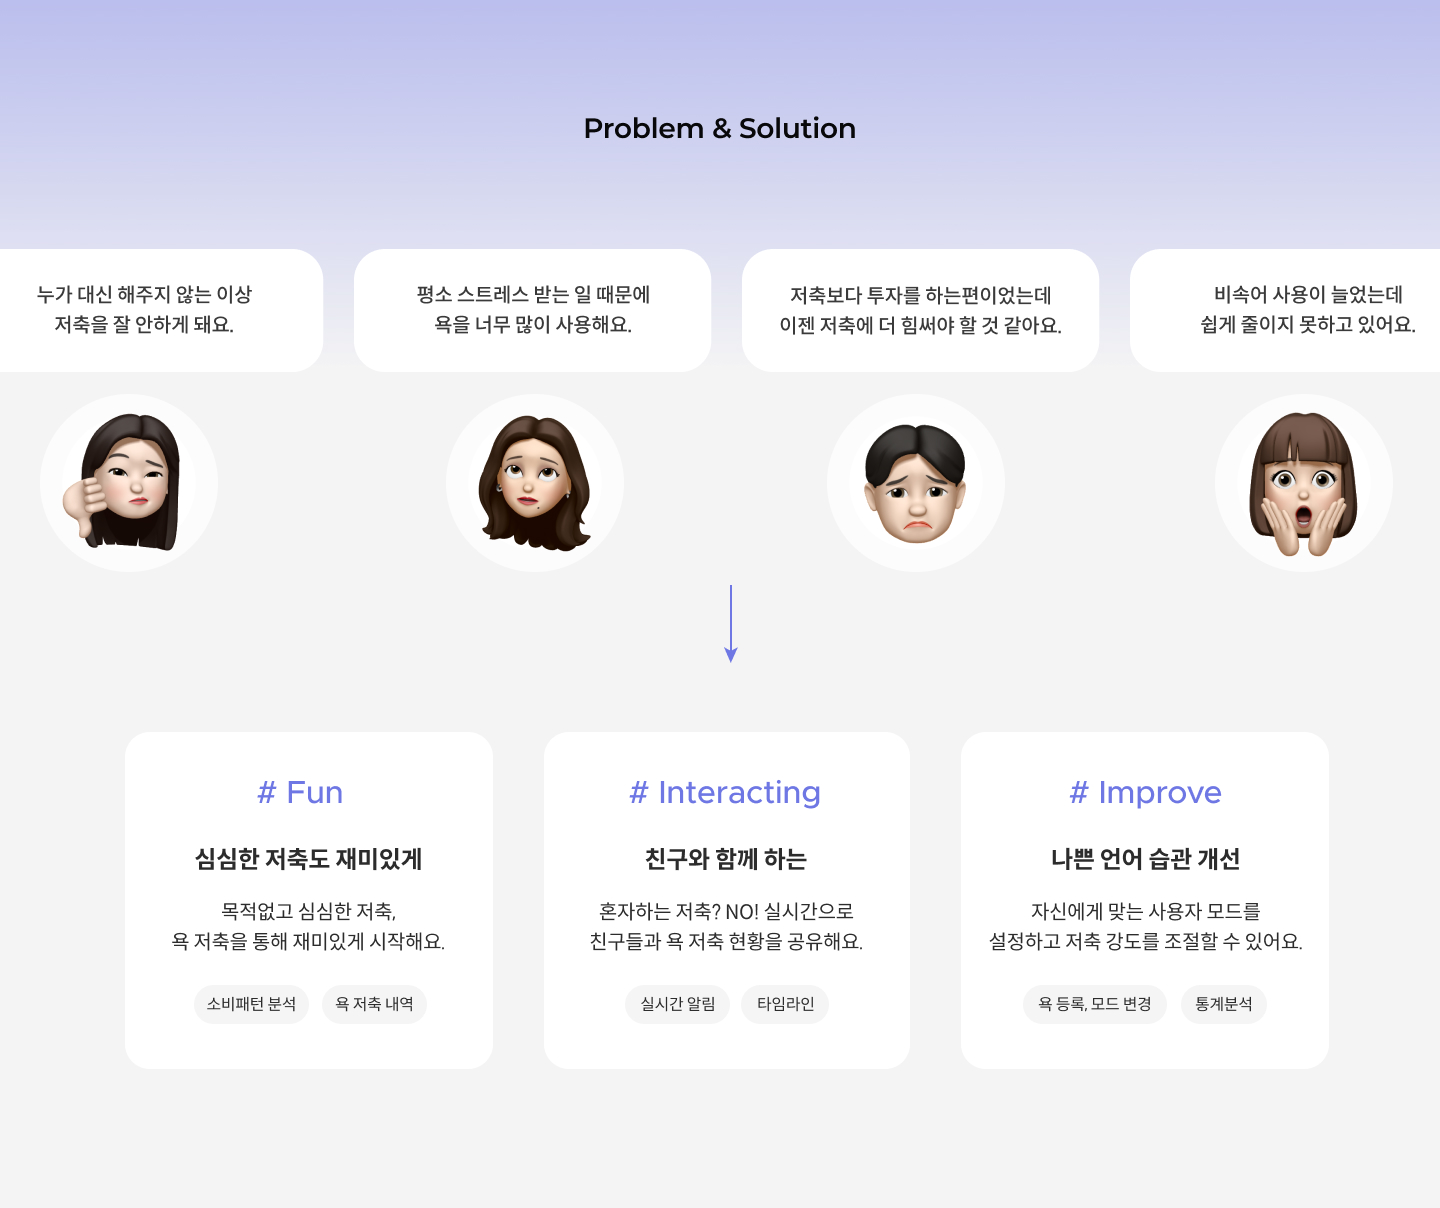 Problem & Solution
누가 대신 해주지 않는 이상
저축을 잘 안하게 돼요.
평소 스트레스 받는 일 때문에
욕을 너무 많이 사용해요.
저축보다 투자를 하는편이었는데
이젠 저축에 더 힘써야 할 것 같아요.
비속어 사용이 늘었는데
쉽게 줄이지 못하고 있어요.
# Fun
심심한 저축도 재미있게
목적없고 심심한 저축,
욕 저축을 통해 재미있게 시작해요.
소비패턴 분석
욕 저축 내역
# Interacting
친구와 함께 하는
혼자하는 저축? NO! 실시간으로
친구들과 욕 저축 현황을 공유해요.
실시간 알림
타임라인
# Improve
나쁜 언어 습관 개선
자신에게 맞는 사용자 모드를
설정하고 저축 강도를 조절할 수 있어요.
욕 등록, 모드 변경
통계분석